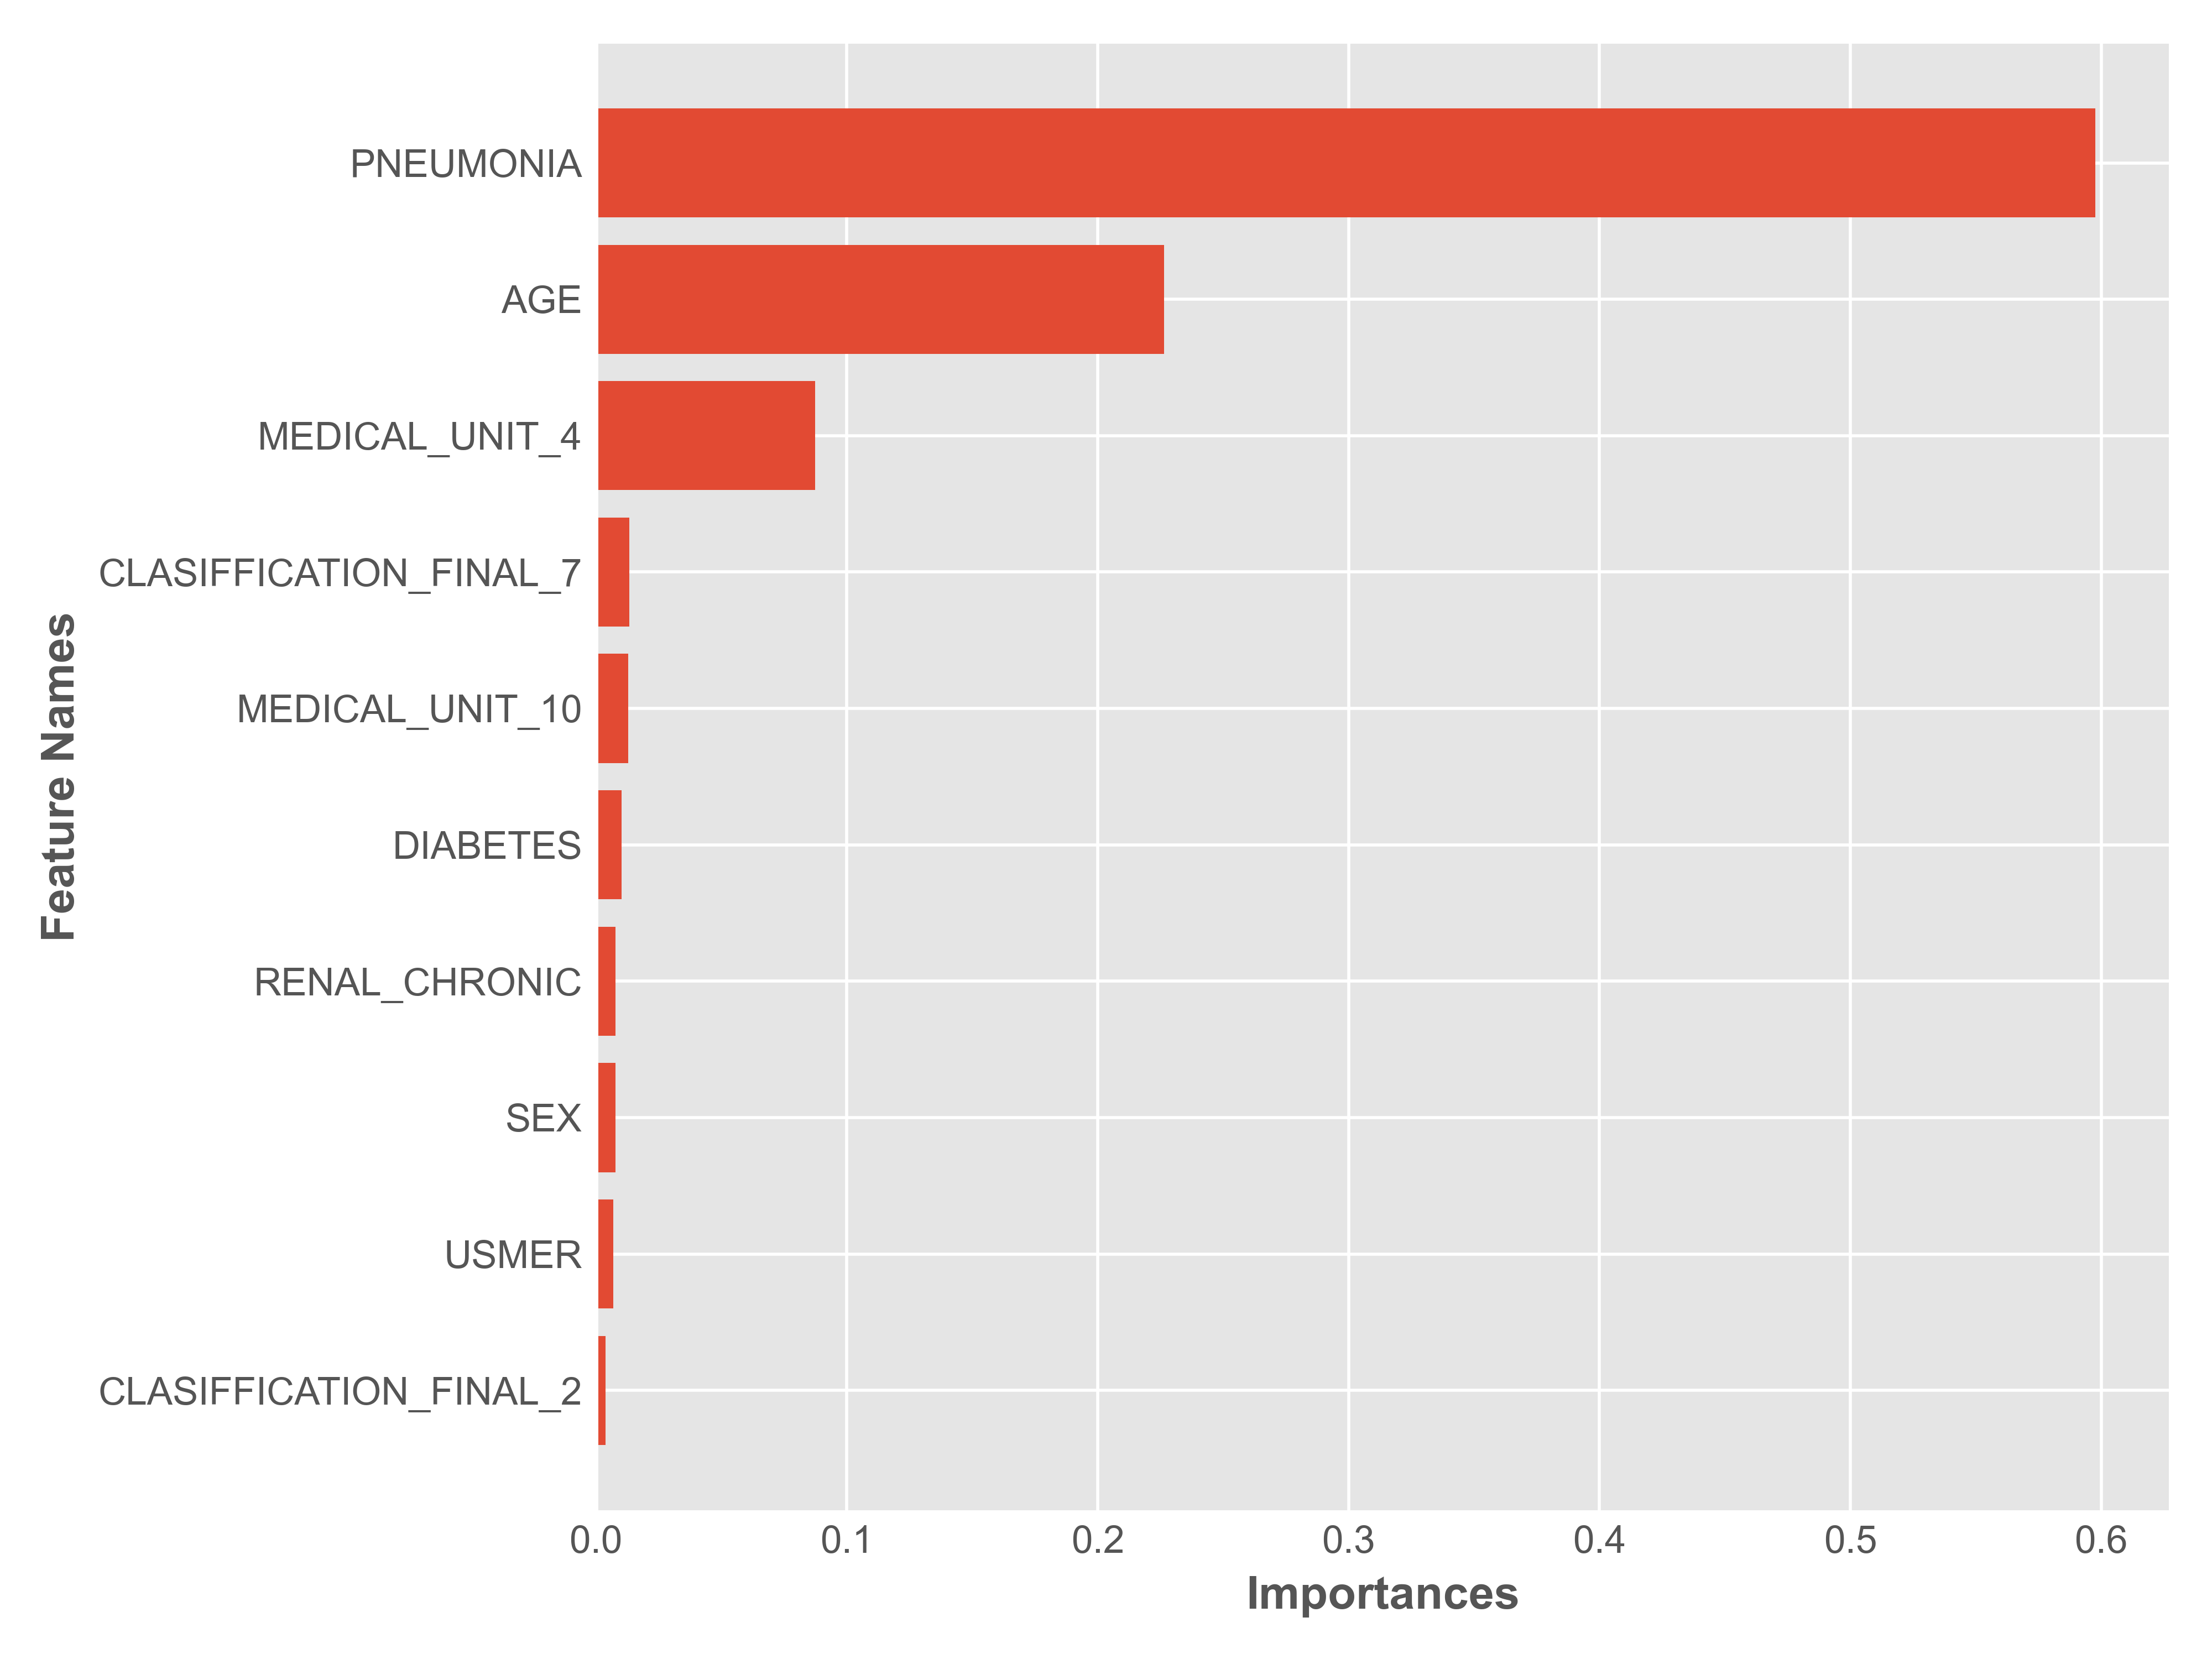 PNEUMONIA
AGE
MEDICAL_UNIT_4
CLASIFFICATION_FINAL_7
MEDICAL_UNIT_10
DIABETES
RENAL_CHRONIC
SEX
USMER
CLASIFFICATION_FINAL_2
Feature Names
0.0 0.1 0.2 0.3 0.4 0.5 0.6
Importances